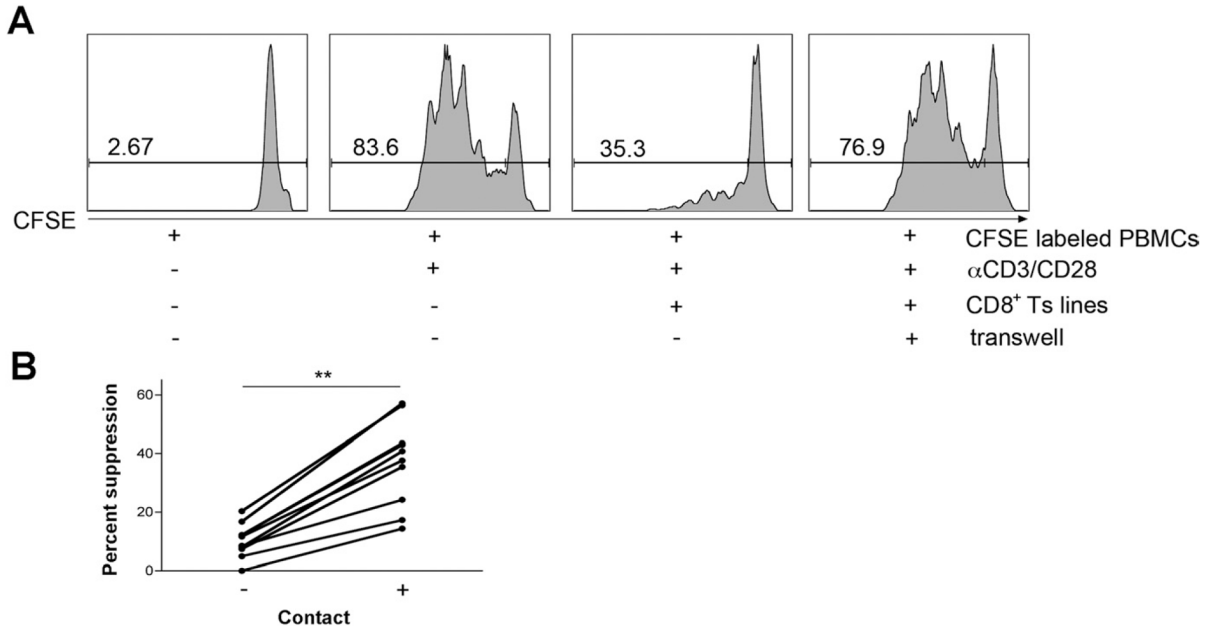 A
2.67
83.6
35.3
76.9
CFSE
+ + + + CFSE labeled PBMCs
- + + + αCD3/CD28
- - + + CD8⁺ Ts lines
- - - + transwell
B
**
60
40
20
0
Percent suppression
- +
Contact